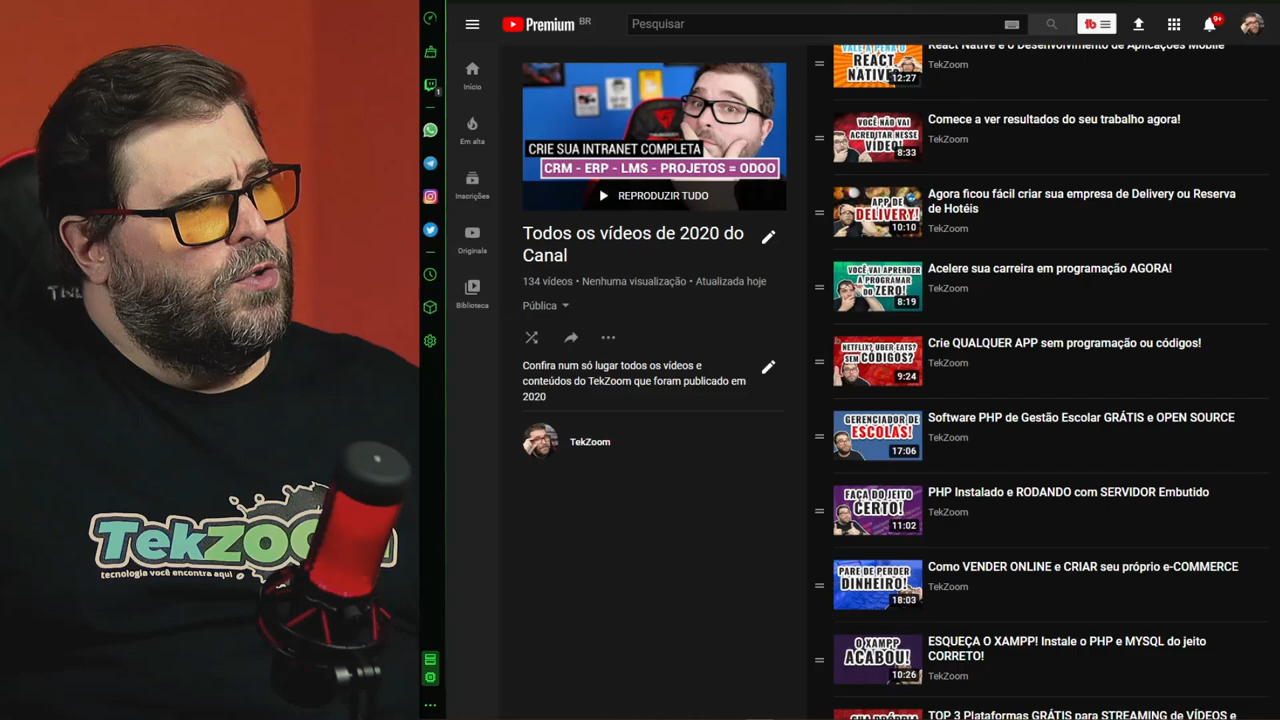 TekZOO
tecnologia você encontra aqui
1
Premium BR
Pesquisar
9+
Início
Em alta
Inscrições
Originals
Biblioteca
CRIE SUA INTRANET COMPLETA
CRM - ERP - LMS - PROJETOS = ODOO
REPRODUZIR TUDO
Todos os vídeos de 2020 do
Canal
134 vídeos • Nenhuma visualização • Atualizada hoje
Pública
Confira num só lugar todos os vídeos e
conteúdos do TekZoom que foram publicado em
2020
TekZoom
VALE A PENA O
REACT
NATIVE
12:27
React Native e o Desenvolvimento de Aplicações Mobile
VOCÊ NÃO VAI
ACREDITAR NESSE
VÍDEO!
8:33
Comece a ver resultados do seu trabalho agora!
TekZoom
APP DE
DELIVERY!
10:10
Agora ficou fácil criar sua empresa de Delivery ou Reserva
de Hotéis
TekZoom
VOCÊ VAI APRENDER
A PROGRAMAR
DO ZERO!
8:19
Acelere sua carreira em programação AGORA!
TekZoom
NETFLIX? UBER EATS?
SEM CÓDIGOS?
9:24
Crie QUALQUER APP sem programação ou códigos!
TekZoom
GERENCIADOR DE
ESCOLAS!
17:06
Software PHP de Gestão Escolar GRÁTIS e OPEN SOURCE
TekZoom
FAÇA DO JEITO
CERTO!
11:02
PHP Instalado e RODANDO com SERVIDOR Embutido
TekZoom
PARE DE PERDER
DINHEIRO!
18:03
Como VENDER ONLINE e CRIAR seu próprio e-COMMERCE
TekZoom
O XAMPP
ACABOU!
10:26
ESQUEÇA O XAMPP! Instale o PHP e MYSQL do jeito
CORRETO!
TekZoom
TOP 3 Plataformas GRÁTIS para STREAMING de VÍDEOS e